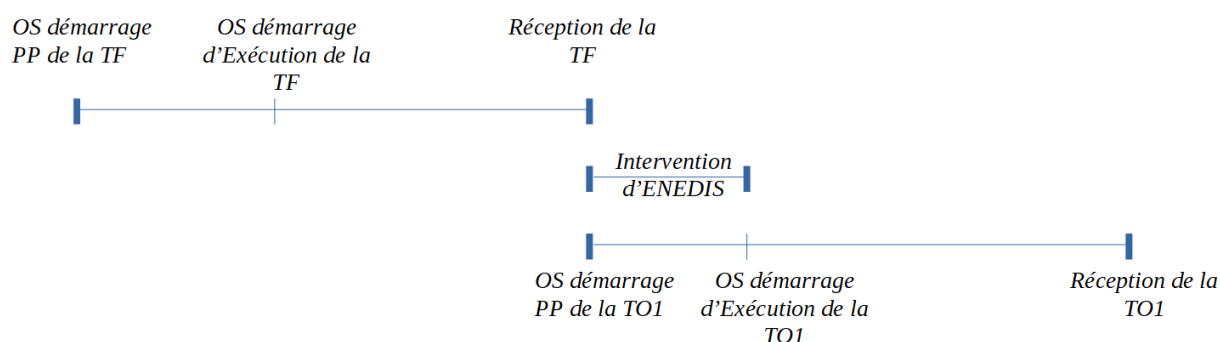 OS démarrage
PP de la TF
OS démarrage
d’Exécution de la
TF
Réception de la
TF
Intervention
d’ENEDIS
OS démarrage
PP de la TO1
OS démarrage
d’Exécution de la
TO1
Réception de la
TO1